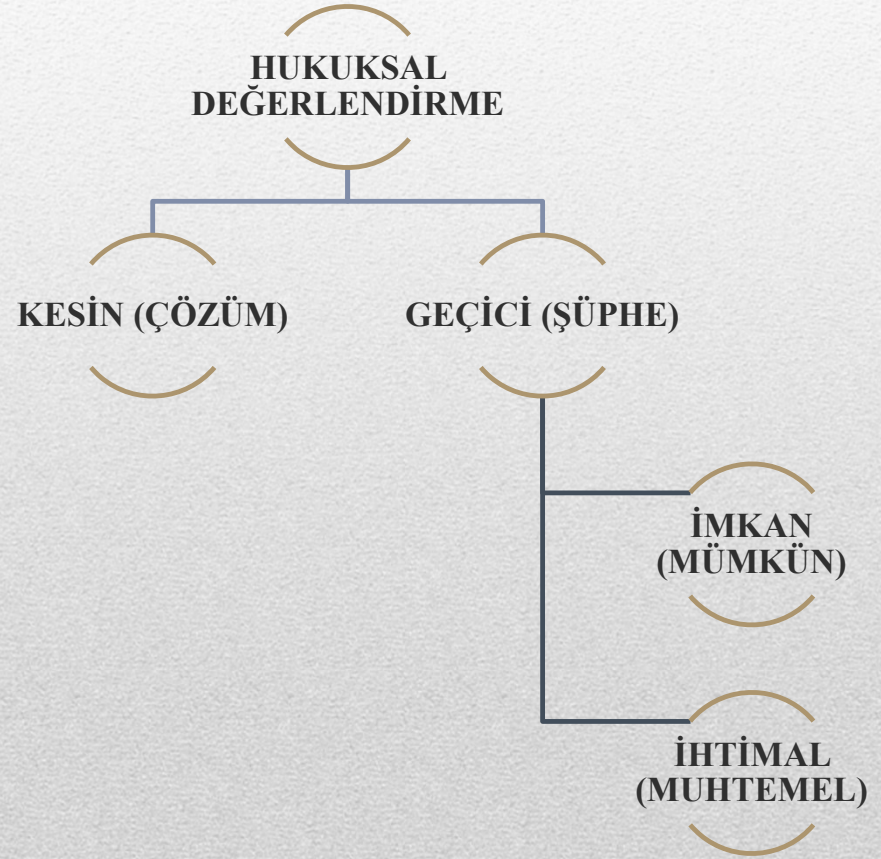 HUKUKSAL
DEĞERLENDİRME
KESİN (ÇÖZÜM)
GEÇİCİ (ŞÜPHE)
İMKAN
(MÜMKÜN)
İHTİMAL
(MUHTEMEL)